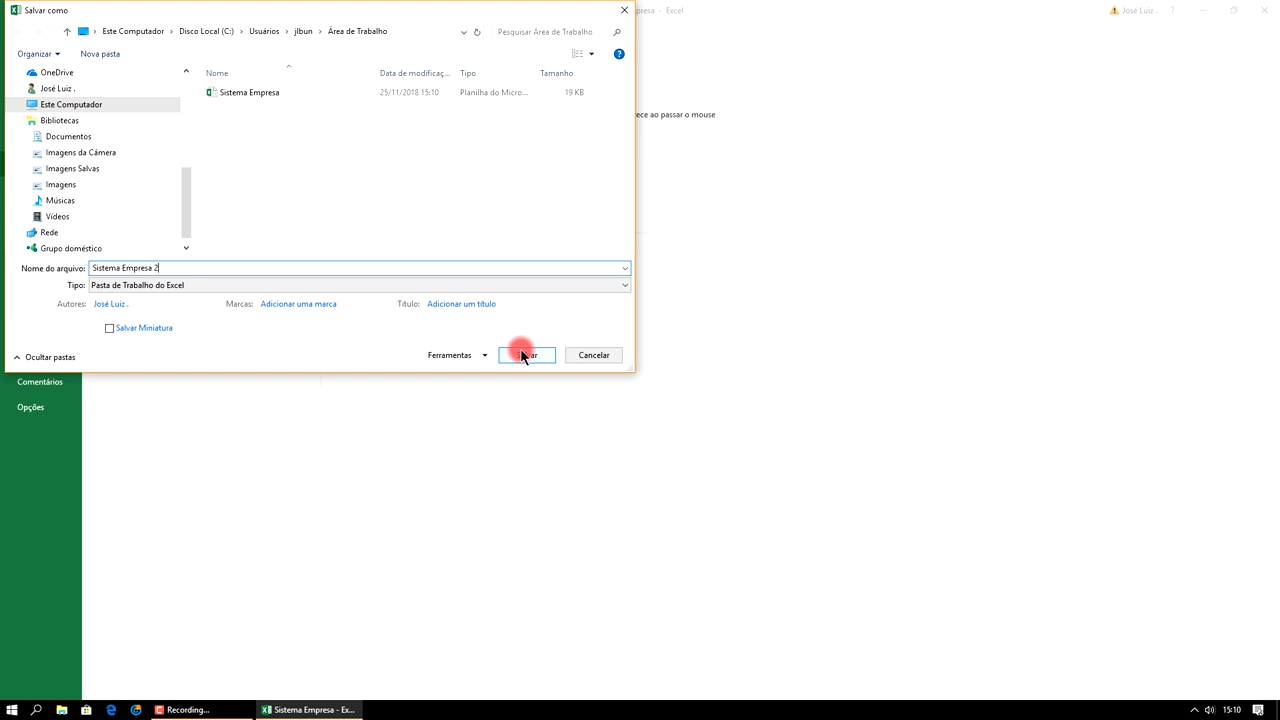 Salvar como
presa - Excel
José Luiz .
?
Este Computador > Disco Local (C:) > Usuários > jlbun > Área de Trabalho
Pesquisar Área de Trabalho
Organizar
Nova pasta
?
OneDrive
José Luiz .
Este Computador
Bibliotecas
Documentos
Imagens da Câmera
Imagens Salvas
Imagens
Músicas
Vídeos
Rede
Grupo doméstico
Nome
Data de modificaç...
Tipo
Tamanho
Sistema Empresa
25/11/2018 15:10
Planilha do Micro...
19 KB
ece ao passar o mouse
Nome do arquivo: Sistema Empresa 2
Tipo: Pasta de Trabalho do Excel
Autores: José Luiz .
Marcas: Adicionar uma marca
Título: Adicionar um título
Salvar Miniatura
Ocultar pastas
Ferramentas
Cancelar
Comentários
Opções
Recording...
Sistema Empresa - Ex...
15:10